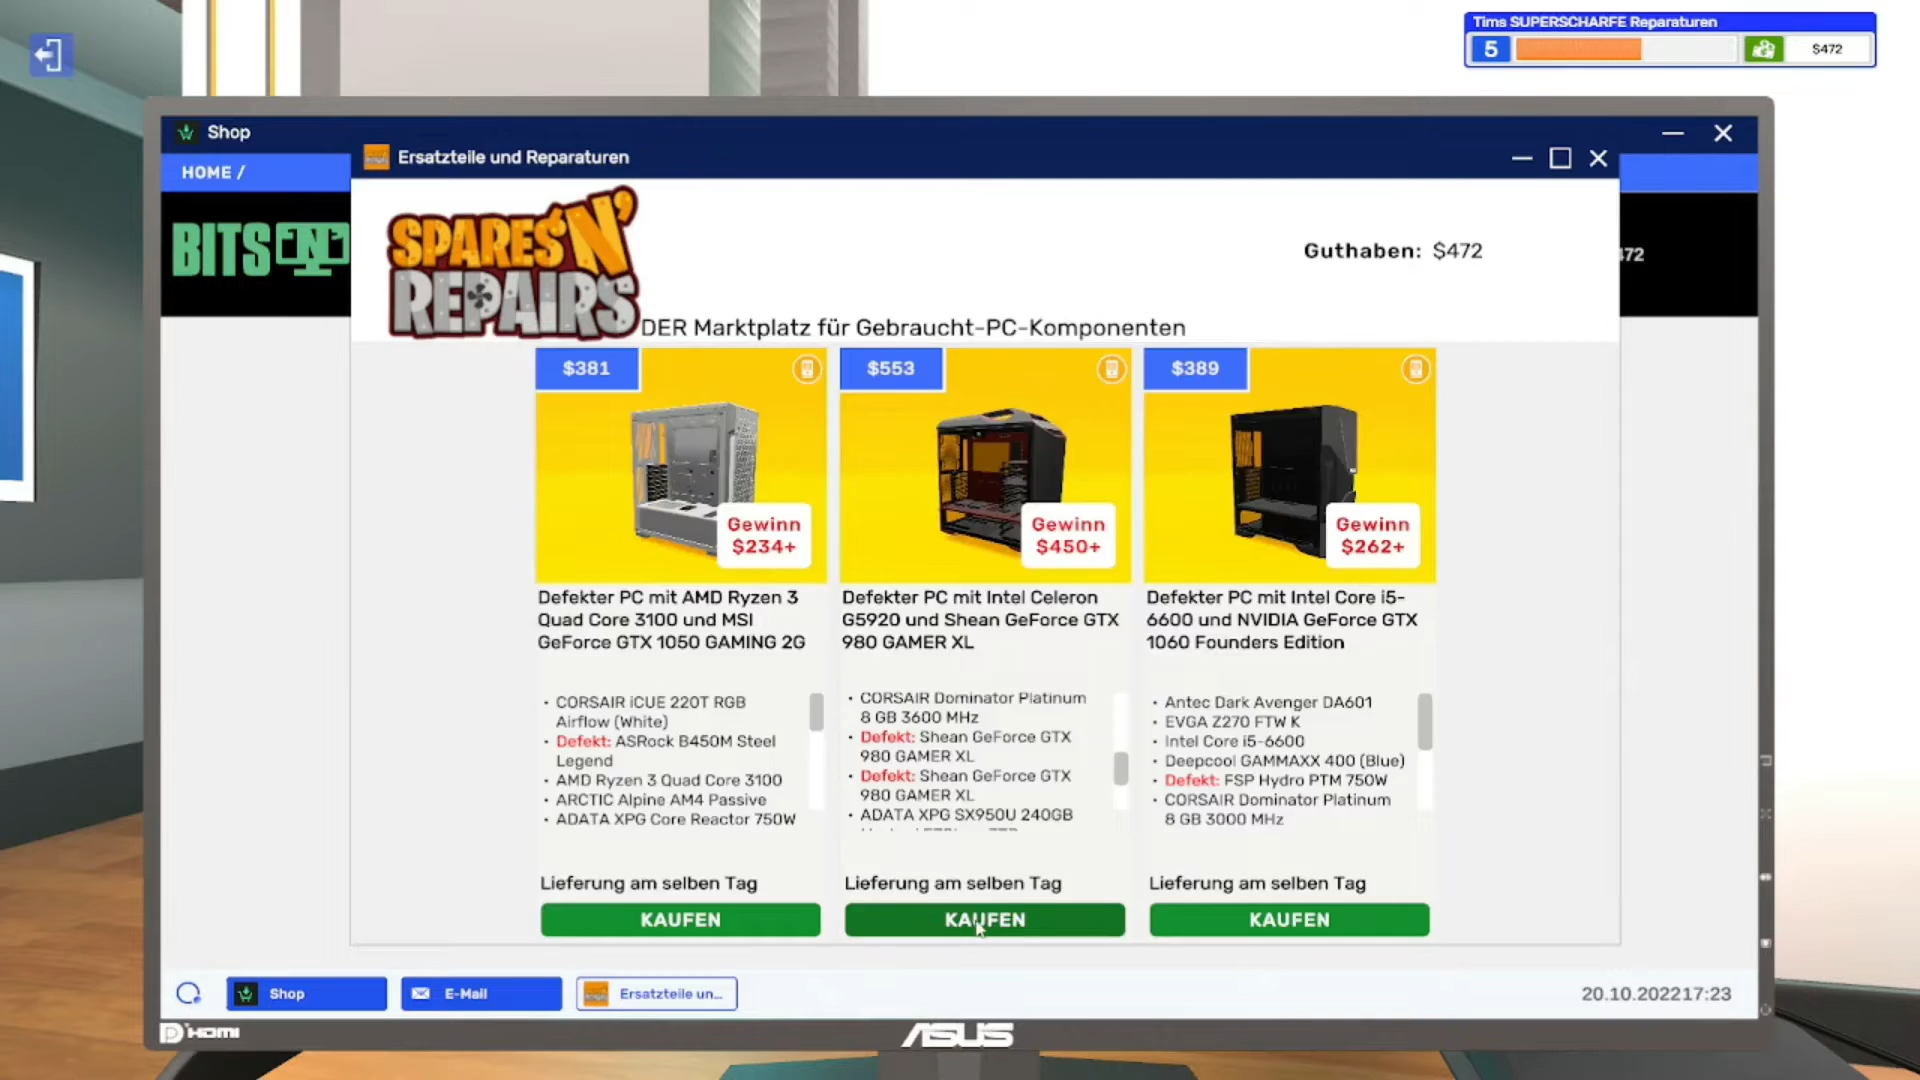 Tims SUPERSCHARFE Reparaturen
5
$472
Shop
Ersatzteile und Reparaturen
HOME /
BITS'N'
SPARES'N'
REPAIRS
Guthaben: $472
DER Marktplatz für Gebraucht-PC-Komponenten
$381
Gewinn
$234+
Defekter PC mit AMD Ryzen 3
Quad Core 3100 und MSI
GeForce GTX 1050 GAMING 2G
• CORSAIR iCUE 220T RGB
Airflow (White)
• Defekt: ASRock B450M Steel
Legend
• AMD Ryzen 3 Quad Core 3100
• ARCTIC Alpine AM4 Passive
• ADATA XPG Core Reactor 750W
Lieferung am selben Tag
KAUFEN
$553
Gewinn
$450+
Defekter PC mit Intel Celeron
G5920 und Shean GeForce GTX
980 GAMER XL
• CORSAIR Dominator Platinum
8 GB 3600 MHz
• Defekt: Shean GeForce GTX
980 GAMER XL
• Defekt: Shean GeForce GTX
980 GAMER XL
• ADATA XPG SX950U 240GB
Lieferung am selben Tag
KAUFEN
$389
Gewinn
$262+
Defekter PC mit Intel Core i5-
6600 und NVIDIA GeForce GTX
1060 Founders Edition
• Antec Dark Avenger DA601
• EVGA Z270 FTW K
• Intel Core i5-6600
• Deepcool GAMMAXX 400 (Blue)
• Defekt: FSP Hydro PTM 750W
• CORSAIR Dominator Platinum
8 GB 3000 MHz
Lieferung am selben Tag
KAUFEN
72
Shop
E-Mail
Ersatzteile un...
20.10.202217:23
HDMI
ASUS